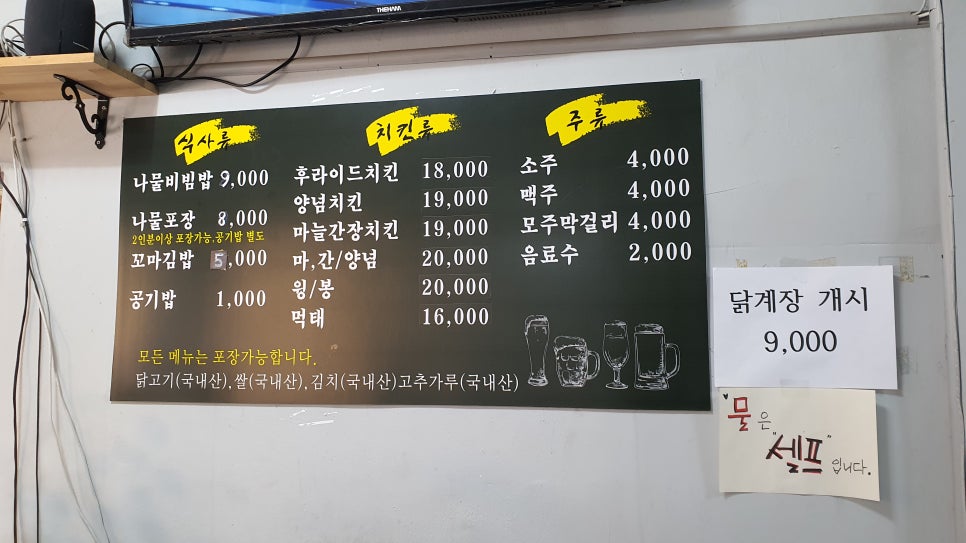 THEHAM
식사류
나물비빔밥 9,000
나물포장 8,000
2인분이상 포장가능.공기밥 별도
꼬마김밥 5,000
공기밥 1,000
치킨류
후라이드치킨 18,000
양념치킨 19,000
마늘간장치킨 19,000
마,간/양념 20,000
윙/봉 20,000
먹태 16,000
주류
소주 4,000
맥주 4,000
모주막걸리 4,000
음료수 2,000
모든 메뉴는 포장가능합니다.
닭고기(국내산),쌀(국내산),김치(국내산)고추가루(국내산)
닭계장 개시
9,000
"물은
"셀프"입니다.